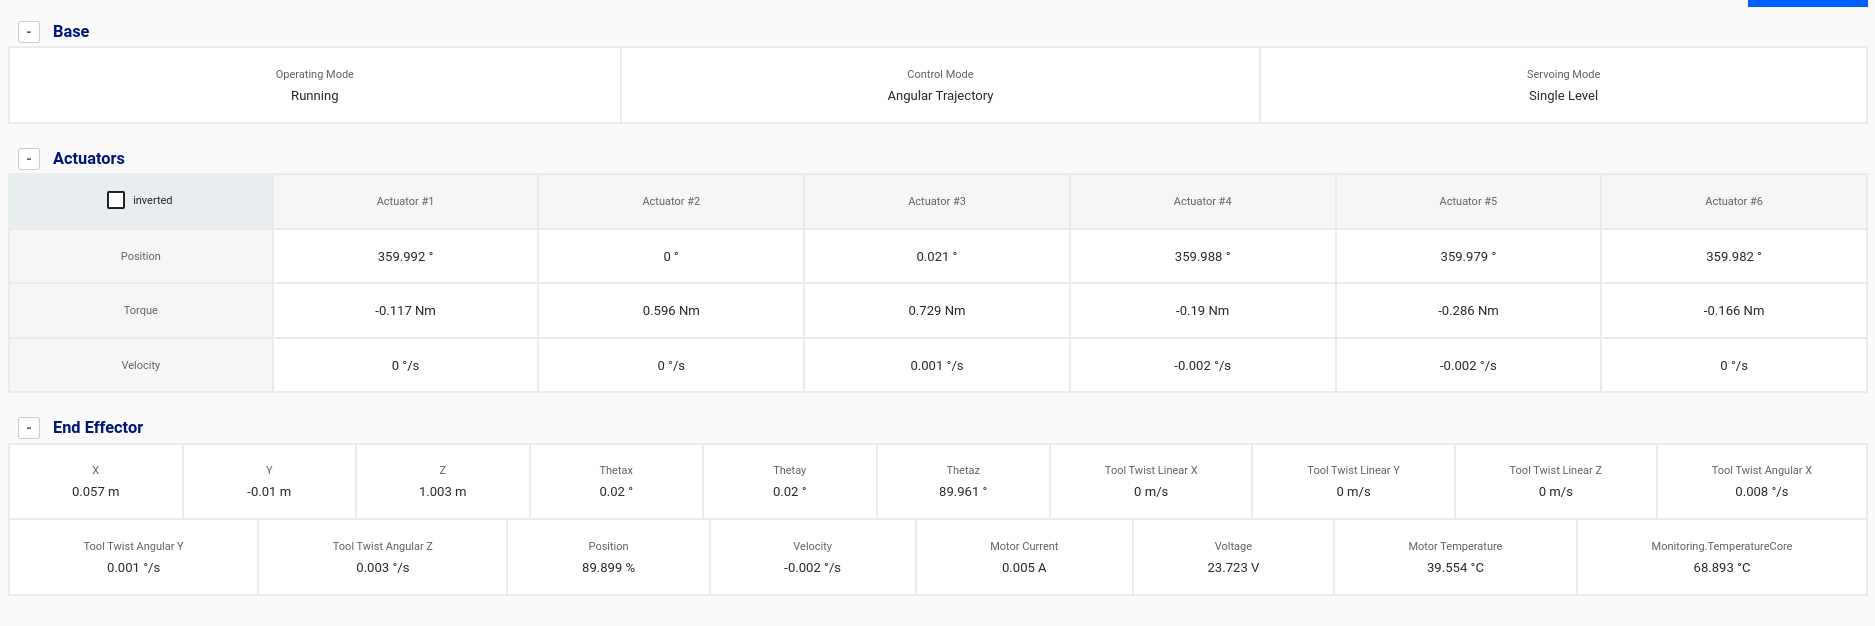 - Base
Operating Mode Control Mode Servoing Mode
Running Angular Trajectory Single Level
- Actuators
inverted Actuator #1 Actuator #2 Actuator #3 Actuator #4 Actuator #5 Actuator #6
Position 359.992 ° 0 ° 0.021 ° 359.988 ° 359.979 ° 359.982 °
Torque -0.117 Nm 0.596 Nm 0.729 Nm -0.19 Nm -0.286 Nm -0.166 Nm
Velocity 0 °/s 0 °/s 0.001 °/s -0.002 °/s -0.002 °/s 0 °/s
- End Effector
X Y Z Thetax Thetay Thetaz Tool Twist Linear X Tool Twist Linear Y Tool Twist Linear Z Tool Twist Angular X
0.057 m -0.01 m 1.003 m 0.02 ° 0.02 ° 89.961 ° 0 m/s 0 m/s 0 m/s 0.008 °/s
Tool Twist Angular Y Tool Twist Angular Z Position Velocity Motor Current Voltage Motor Temperature Monitoring.TemperatureCore
0.001 °/s 0.003 °/s 89.899 % -0.002 °/s 0.005 A 23.723 V 39.554 °C 68.893 °C